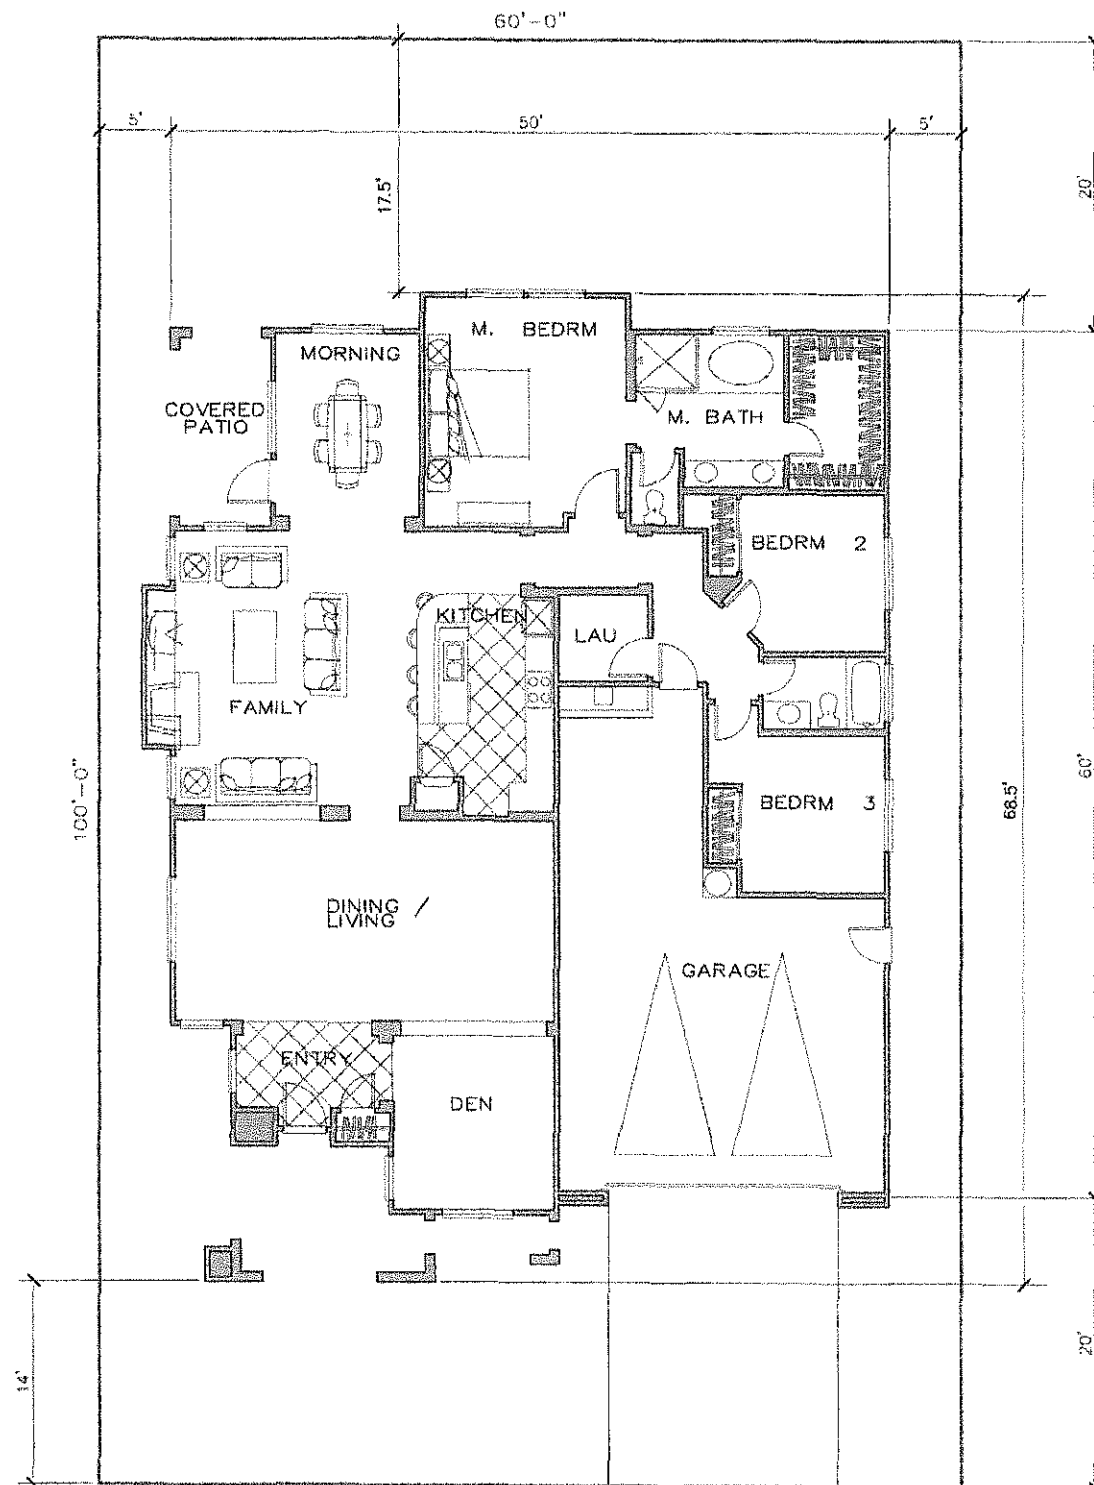 60'-0"
5'
50'
5'
17.5'
20'
M. BEDRM
MORNING
COVERED
PATIO
M. BATH
BEDRM 2
KITCHEN
LAU
FAMILY
100'-0"
60'
68.5'
BEDRM 3
DINING /
LIVING
GARAGE
ENTRY
DEN
14'
20'